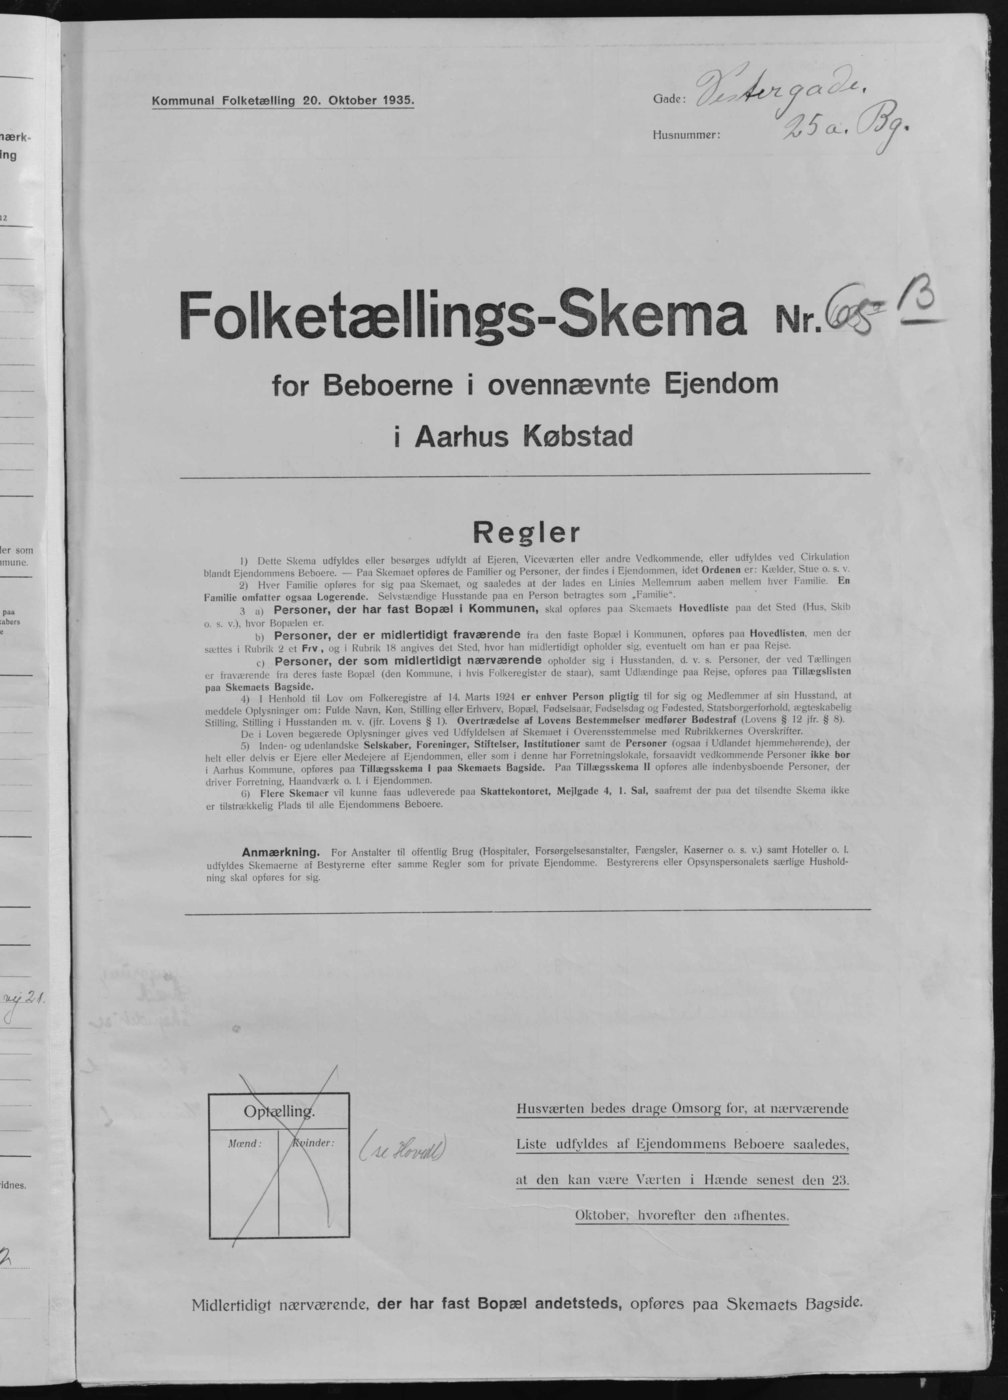 Kommunal Folketælling 20. Oktober 1935.
Gade: Vestergade.
Husnummer: 25a. Bg.
Folketællings-Skema Nr. B
for Beboerne i ovennævnte Ejendom
i Aarhus Købstad
Regler
1) Dette Skema udfyldes eller besørges udfyldt af Ejeren, Viceværten eller andre Vedkommende, eller udfyldes ved Cirkulation
blandt Ejendommens Beboere. — Paa Skemaet opføres de Familier og Personer, der findes i Ejendommen, idet Ordenen er: Kælder, Stue o. s. v.
2) Hver Familie opføres for sig paa Skemaet, og saaledes at der lades en Linies Mellemrum aaben mellem hver Familie. En
Familie omfatter ogsaa Logerende. Selvstændige Husstande paa en Person betragtes som „Familie“.
3 a) Personer, der har fast Bopæl i Kommunen, skal opføres paa Skemaets Hovedliste paa det Sted (Hus, Skib
o. s. v.), hvor Bopælen er.
b) Personer, der er midlertidigt fraværende fra den faste Bopæl i Kommunen, opføres paa Hovedlisten, men der
sættes i Rubrik 2 et Frv., og i Rubrik 18 angives det Sted, hvor han midlertidigt opholder sig, eventuelt om han er paa Rejse.
c) Personer, der som midlertidigt nærværende opholder sig i Husstanden, d. v. s. Personer, der ved Tællingen
er fraværende fra deres faste Bopæl (den Kommune, i hvis Folkeregister de staar), samt Udlændinge paa Rejse, opføres paa Tillægslisten
paa Skemaets Bagside.
4) I Henhold til Lov om Folkeregistre af 14. Marts 1924 er enhver Person pligtig til for sig og Medlemmer af sin Husstand, at
meddele Oplysninger om: Fulde Navn, Køn, Stilling eller Erhverv, Bopæl, Fødselsaar, Fødselsdag og Fødested, Statsborgerforhold, ægteskabelig
Stilling, Stilling i Husstanden m. v. (jfr. Lovens § 1). Overtrædelse af Lovens Bestemmelser medfører Bødestraf (Lovens § 12 jfr. § 8).
De i Loven begærede Oplysninger gives ved Udfyldelsen af Skemaet i Overensstemmelse med Rubrikkernes Overskrifter.
5) Inden- og udenlandske Selskaber, Foreninger, Stiftelser, Institutioner samt de Personer (ogsaa i Udlandet hjemmehørende), der
helt eller delvis er Ejere eller Medejere af Ejendommen, eller som i denne har Forretningslokale, forsaavidt vedkommende Personer ikke bor
i Aarhus Kommune, opføres paa Tillægsskema I paa Skemaets Bagside. Paa Tillægsskema II opføres alle indenbysboende Personer, der
driver Forretning, Haandværk o. l. i Ejendommen.
6) Flere Skemaer vil kunne faas udleverede paa Skattekontoret, Mejlgade 4, 1. Sal, saafremt der paa det tilsendte Skema ikke
er tilstrækkelig Plads til alle Ejendommens Beboere.
Anmærkning. For Anstalter til offentlig Brug (Hospitaler, Forsørgelsesanstalter, Fængsler, Kaserner o. s. v.) samt Hoteller o. l.
udfyldes Skemaerne af Bestyrerne efter samme Regler som for private Ejendomme. Bestyrerens eller Opsynspersonalets særlige Hushold-
ning skal opføres for sig.
Optælling.
Mænd: Kvinder:
(se Hovedl)
Husværten bedes drage Omsorg for, at nærværende
Liste udfyldes af Ejendommens Beboere saaledes,
at den kan være Værten i Hænde senest den 23.
Oktober, hvorefter den afhentes.
Midlertidigt nærværende, der har fast Bopæl andetsteds, opføres paa Skemaets Bagside.